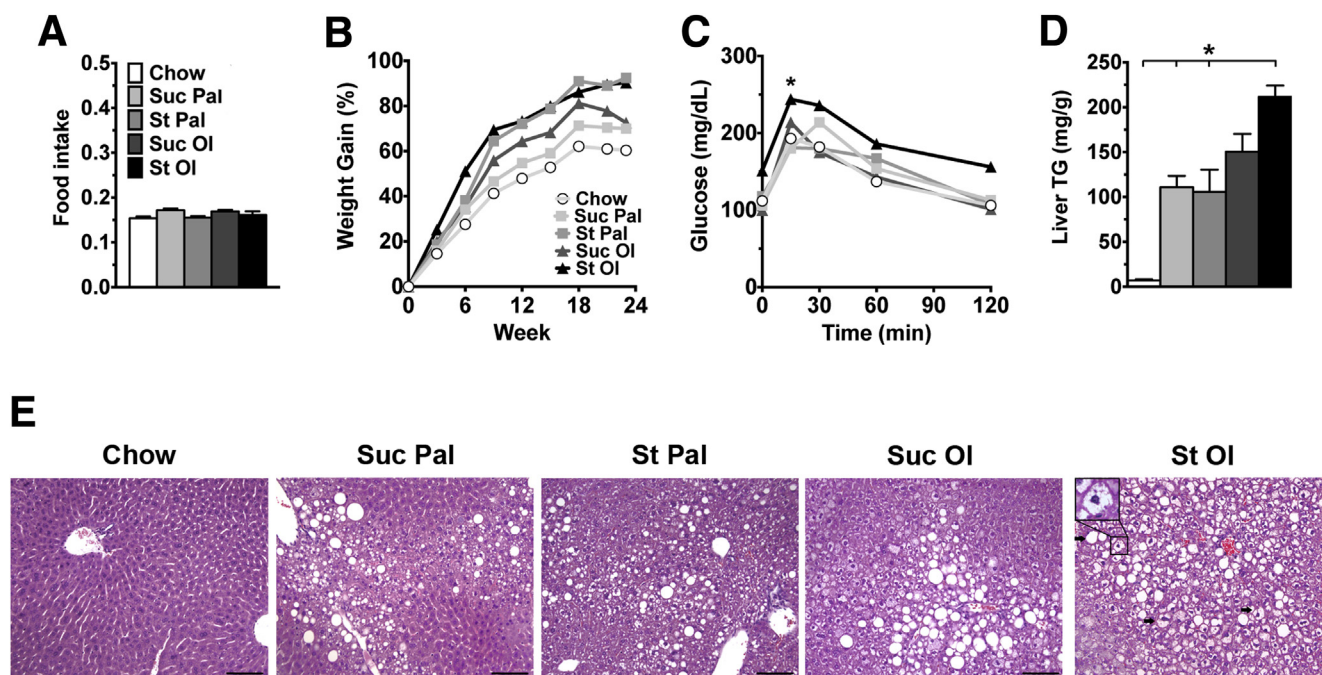 A
0.5
0.4
0.3
0.2
0.1
0.0
Food intake
Chow
Suc Pal
St Pal
Suc Ol
St Ol
B
100
80
60
40
20
0
Weight Gain (%)
0 6 12 18 24
Week
Chow
Suc Pal
St Pal
Suc Ol
St Ol
C
300
200
100
0
Glucose (mg/dL)
*
0 30 60 90 120
Time (min)
D
*
250
200
150
100
50
0
Liver TG (mg/g)
E
Chow Suc Pal St Pal Suc Ol St Ol